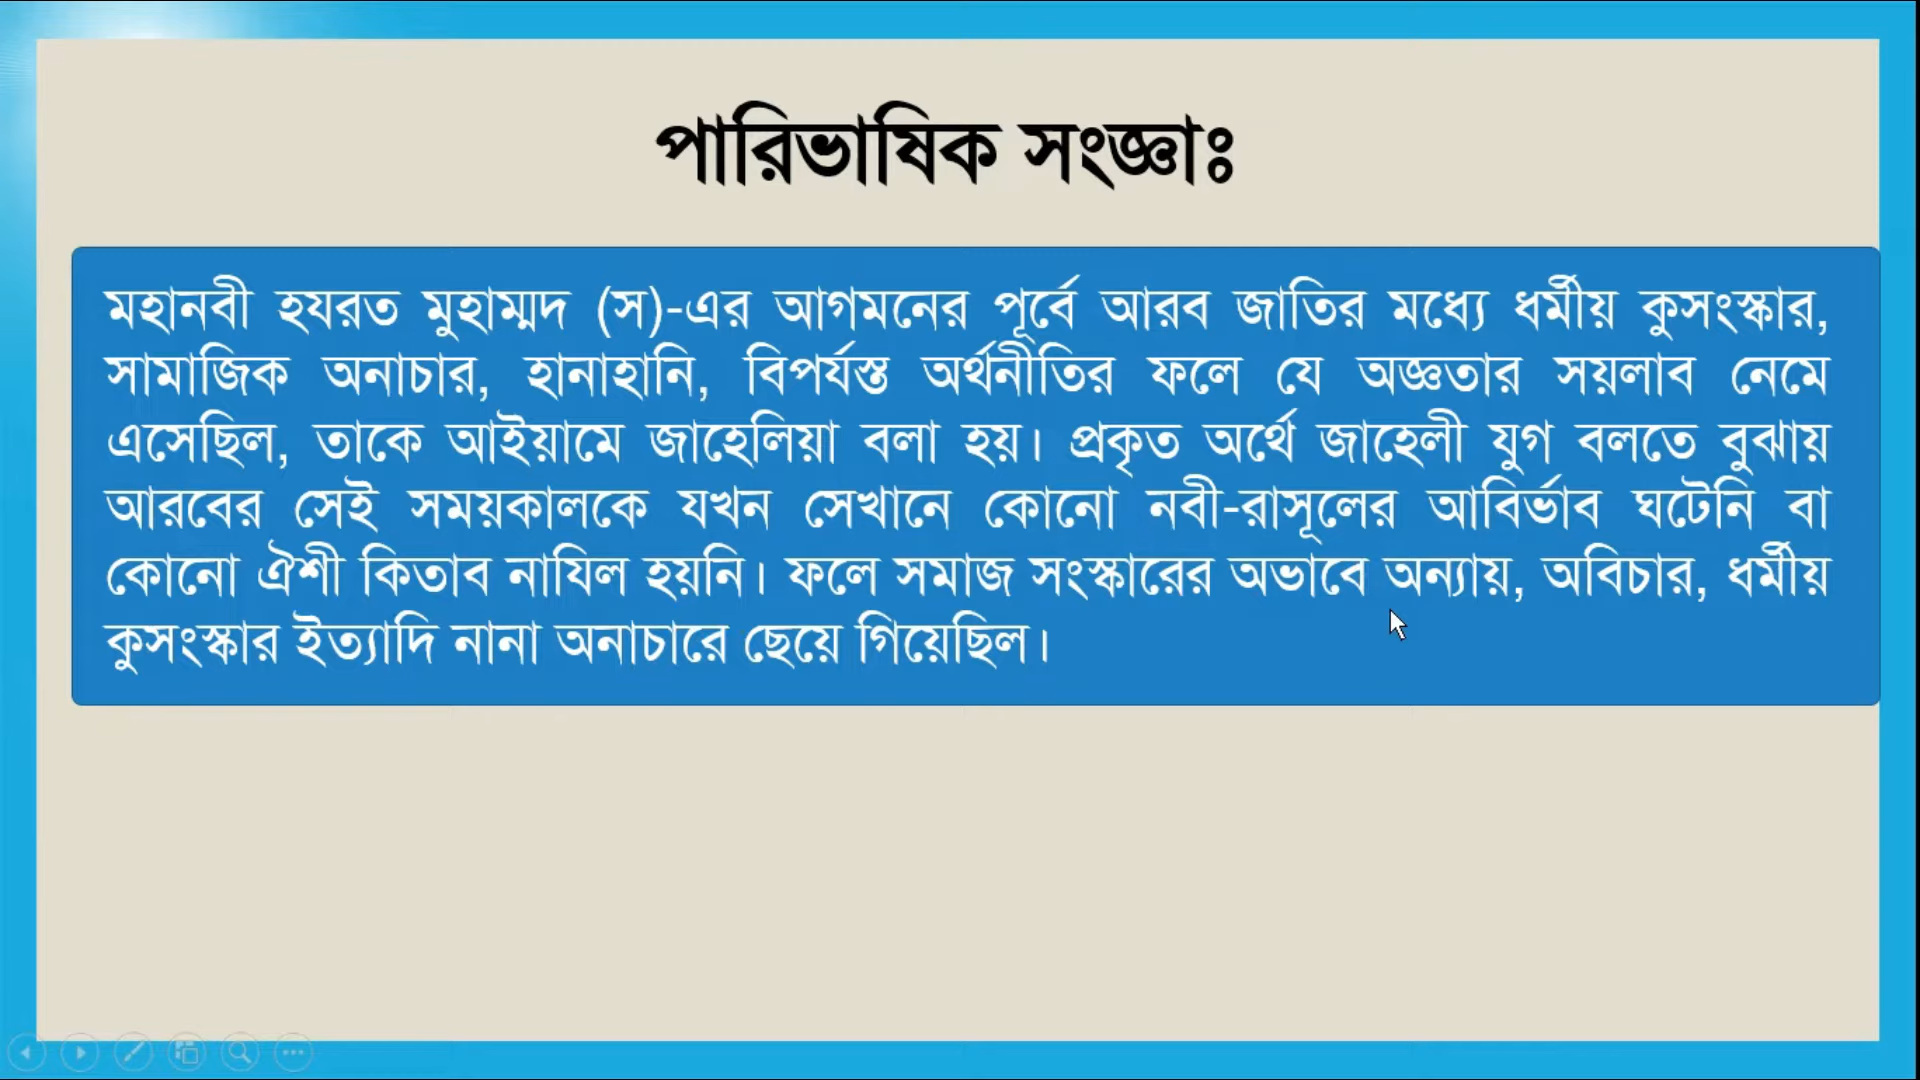 পারিভাষিক সংজ্ঞাঃ
মহানবী হযরত মুহাম্মদ (স)-এর আগমনের পূর্বে আরব জাতির মধ্যে ধর্মীয় কুসংস্কার,
সামাজিক অনাচার, হানাহানি, বিপর্যস্ত অর্থনীতির ফলে যে অজ্ঞতার সয়লাব নেমে
এসেছিল, তাকে আইয়ামে জাহেলিয়া বলা হয়। প্রকৃত অর্থে জাহেলী যুগ বলতে বুঝায়
আরবের সেই সময়কালকে যখন সেখানে কোনো নবী-রাসূলের আবির্ভাব ঘটেনি বা
কোনো ঐশী কিতাব নাযিল হয়নি। ফলে সমাজ সংস্কারের অভাবে অন্যায়, অবিচার, ধর্মীয়
কুসংস্কার ইত্যাদি নানা অনাচারে ছেয়ে গিয়েছিল।